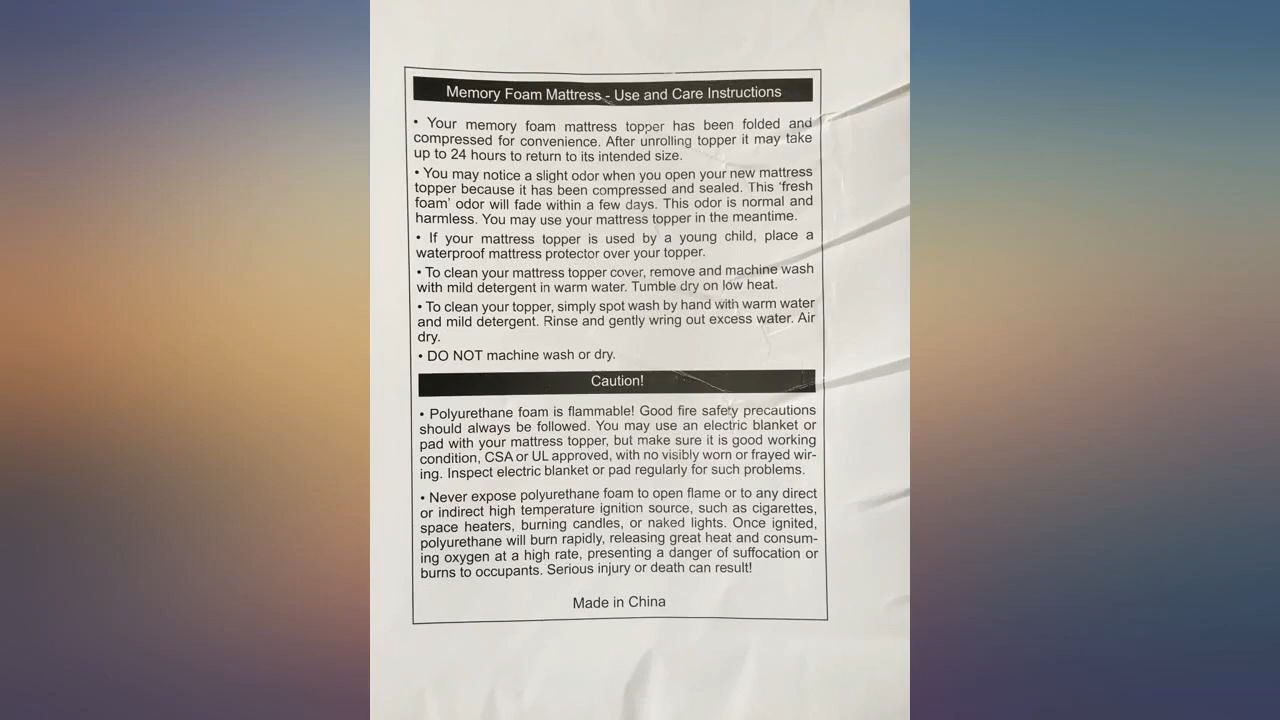 Memory Foam Mattress - Use and Care Instructions
• Your memory foam mattress topper has been folded and
compressed for convenience. After unrolling topper it may take
up to 24 hours to return to its intended size.
• You may notice a slight odor when you open your new mattress
topper because it has been compressed and sealed. This 'fresh
foam' odor will fade within a few days. This odor is normal and
harmless. You may use your mattress topper in the meantime.
• If your mattress topper is used by a young child, place a
waterproof mattress protector over your topper.
• To clean your mattress topper cover, remove and machine wash
with mild detergent in warm water. Tumble dry on low heat.
• To clean your topper, simply spot wash by hand with warm water
and mild detergent. Rinse and gently wring out excess water. Air
dry.
• DO NOT machine wash or dry.
Caution!
• Polyurethane foam is flammable! Good fire safety precautions
should always be followed. You may use an electric blanket or
pad with your mattress topper, but make sure it is good working
condition, CSA or UL approved, with no visibly worn or frayed wir-
ing. Inspect electric blanket or pad regularly for such problems.
• Never expose polyurethane foam to open flame or to any direct
or indirect high temperature ignition source, such as cigarettes,
space heaters, burning candles, or naked lights. Once ignited,
polyurethane will burn rapidly, releasing great heat and consum-
ing oxygen at a high rate, presenting a danger of suffocation or
burns to occupants. Serious injury or death can result!
Made in China